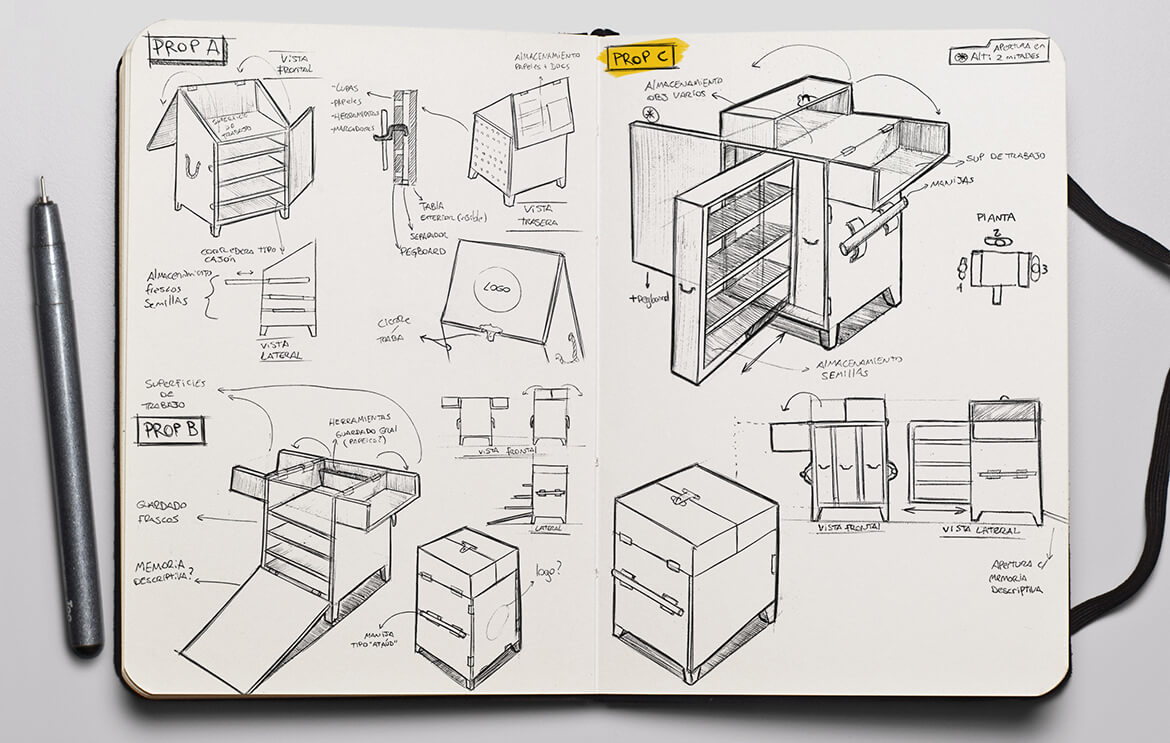 PROP A
VISTA
FRONTAL
SUPERFICIE
DE
TRABAJO
-LUPAS
-PAPELES
-HERRAMIENTAS
-MARCADORES
ALMACENAMIENTO
PAPELES + DOCS
TABLA
EXTERIOR (visible)
SEPARADOR
PEGBOARD
VISTA
TRASERA
CORREDERA TIPO
CAJÓN
ALMACENAMIENTO
FRASCOS
SEMILLAS
VISTA
LATERAL
LOGO
CIERRE/
TRABA
SUPERFICIES
DE
TRABAJO
PROP B
HERRAMIENTAS
GUARDADO GRAL
(PAPELES?)
GUARDADO
FRASCOS
MEMORIA
DESCRIPTIVA?
VISTA FRONTAL
LATERAL
logo?
MANIJA
TIPO "ATAÚD"
PROP C
APERTURA EN
ALT: 2 MITADES
ALMACENAMIENTO
OBJ VARIOS
SUP DE TRABAJO
MANIJAS
PLANTA
2
1
3
+ Pegboard
ALMACENAMIENTO
SEMILLAS
VISTA FRONTAL
VISTA LATERAL
APERTURA C/
MEMORIA
DESCRIPTIVA